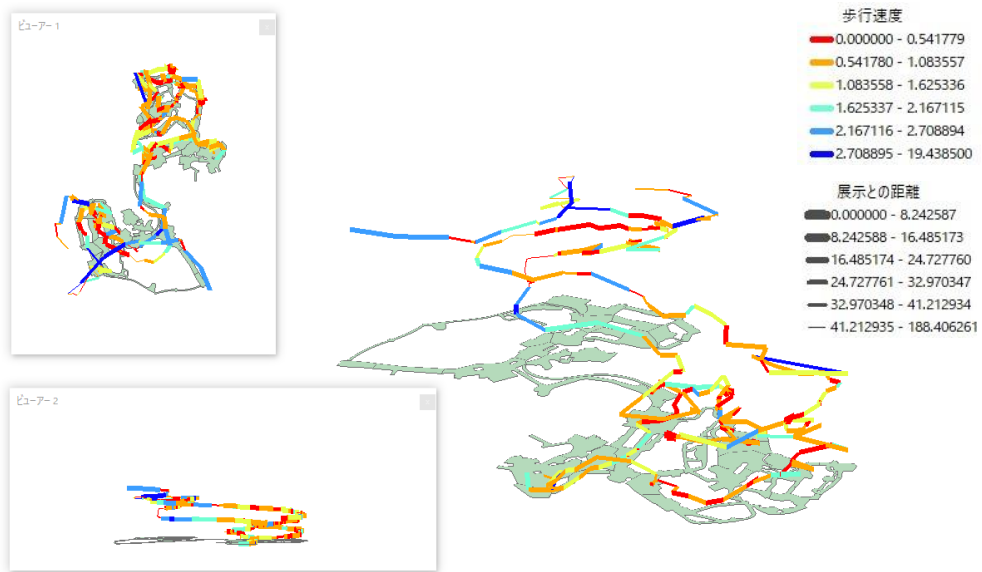 ビューアー 1
ビューアー 2
歩行速度
0.000000 - 0.541779
0.541780 - 1.083557
1.083558 - 1.625336
1.625337 - 2.167115
2.167116 - 2.708894
2.708895 - 19.438500
展示との距離
0.000000 - 8.242587
8.242588 - 16.485173
16.485174 - 24.727760
24.727761 - 32.970347
32.970348 - 41.212934
41.212935 - 188.406261